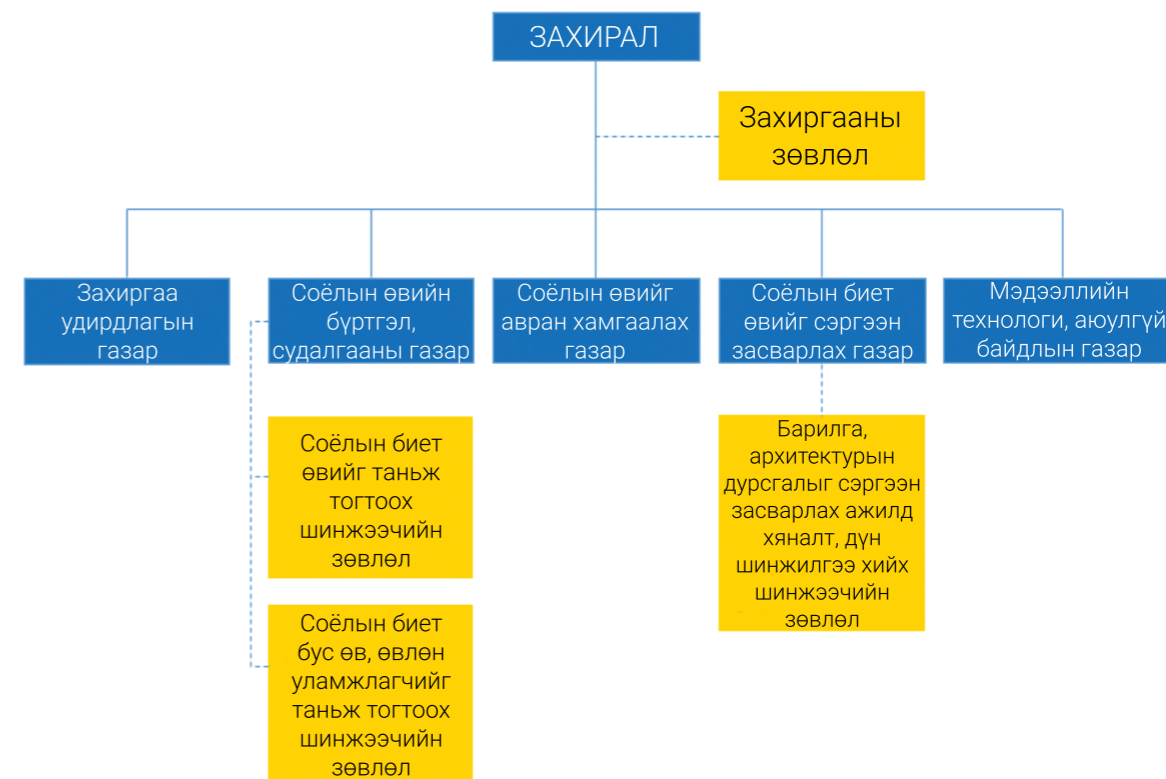 ЗАХИРАЛ
Захиргааны
зөвлөл
Захиргаа
удирдлагын
газар
Соёлын өвийн
бүртгэл,
судалгааны газар
Соёлын өвийг
авран хамгаалах
газар
Соёлын биет
өвийг сэргээн
засварлах газар
Мэдээллийн
технологи, аюулгүй
байдлын газар
Соёлын биет
өвийг таньж
тогтоох
шинжээчийн
зөвлөл
Соёлын биет
бус өв, өвлөн
уламжлагчийг
таньж тогтоох
шинжээчийн
зөвлөл
Барилга,
архитектурын
дурсгалыг сэргээн
засварлах ажилд
хяналт, дүн
шинжилгээ хийх
шинжээчийн
зөвлөл